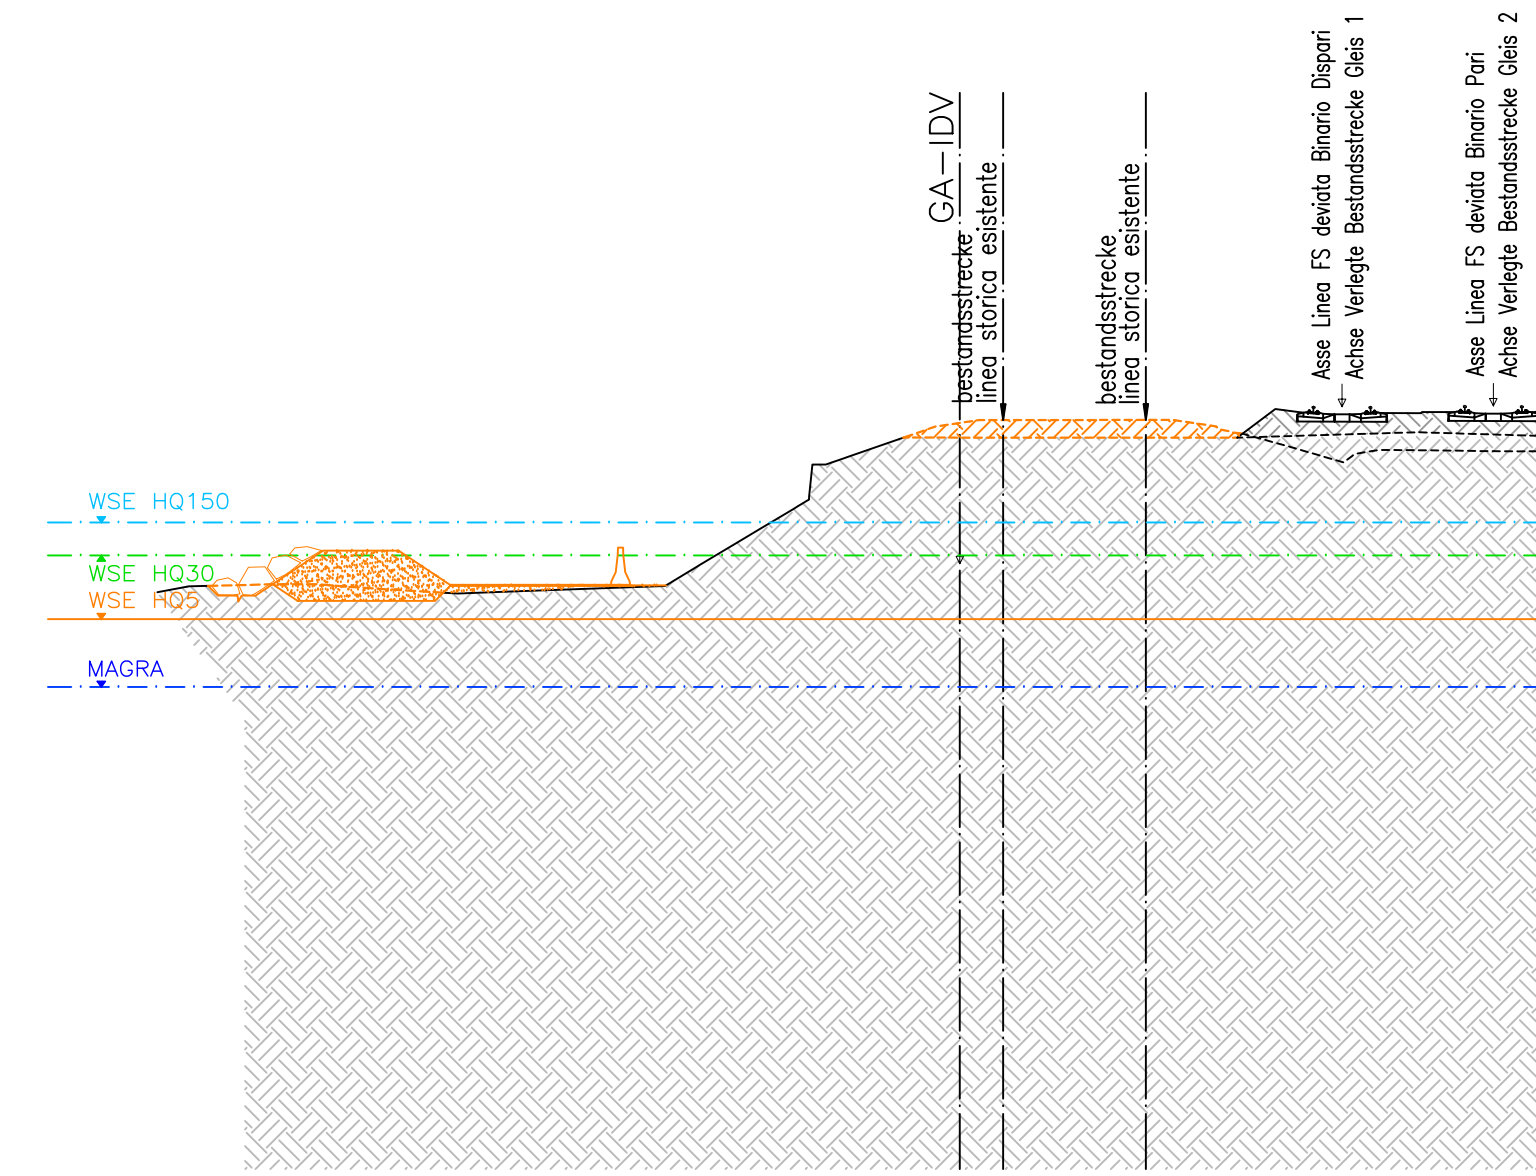 GA-IDV
bestandsstrecke
linea storica esistente
bestandsstrecke
linea storica esistente
Asse Linea FS deviata Binario Dispari
Achse Verlegte Bestandsstrecke Gleis 1
Asse Linea FS deviata Binario Pari
Achse Verlegte Bestandsstrecke Gleis 2
WSE HQ150
WSE HQ30
WSE HQ5
MAGRA